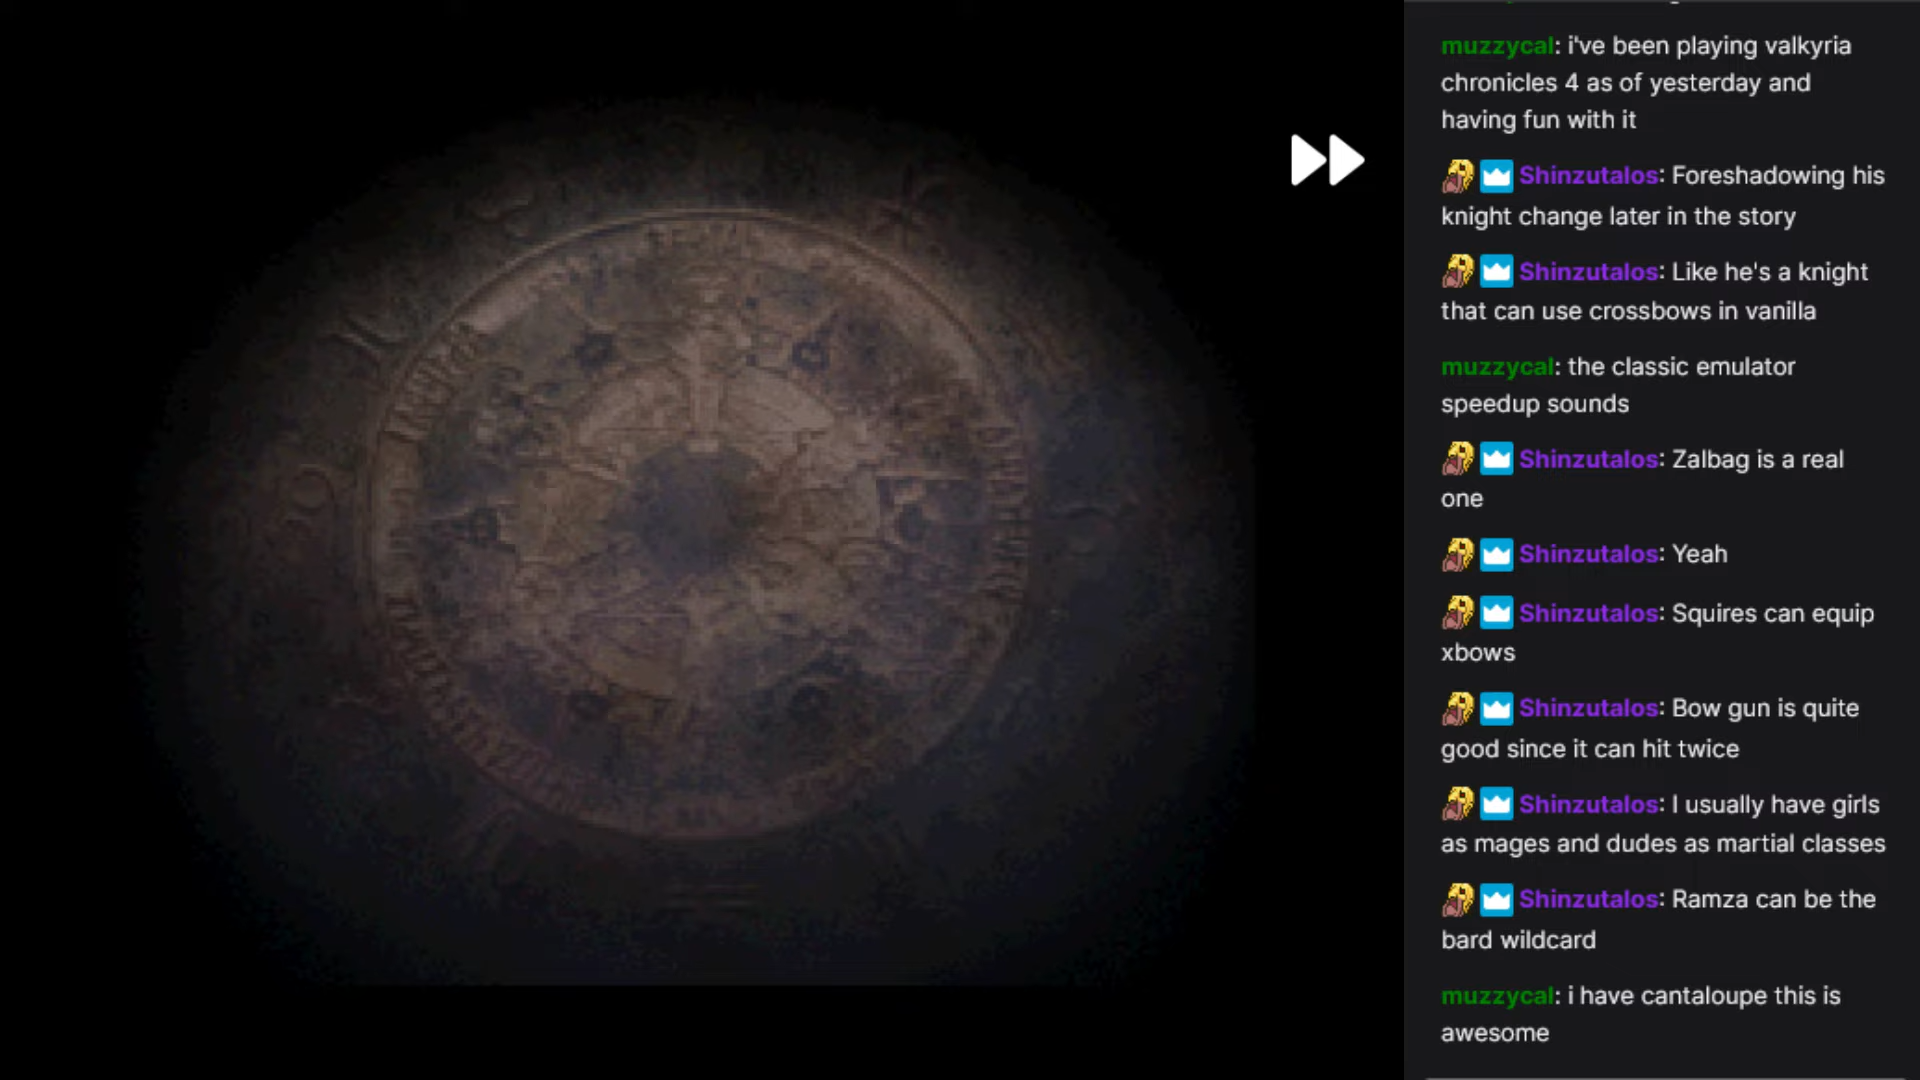 muzzycal: i've been playing valkyria
chronicles 4 as of yesterday and
having fun with it
Shinzutalos: Foreshadowing his
knight change later in the story
Shinzutalos: Like he's a knight
that can use crossbows in vanilla
muzzycal: the classic emulator
speedup sounds
Shinzutalos: Zalbag is a real
one
Shinzutalos: Yeah
Shinzutalos: Squires can equip
xbows
Shinzutalos: Bow gun is quite
good since it can hit twice
Shinzutalos: I usually have girls
as mages and dudes as martial classes
Shinzutalos: Ramza can be the
bard wildcard
muzzycal: i have cantaloupe this is
awesome